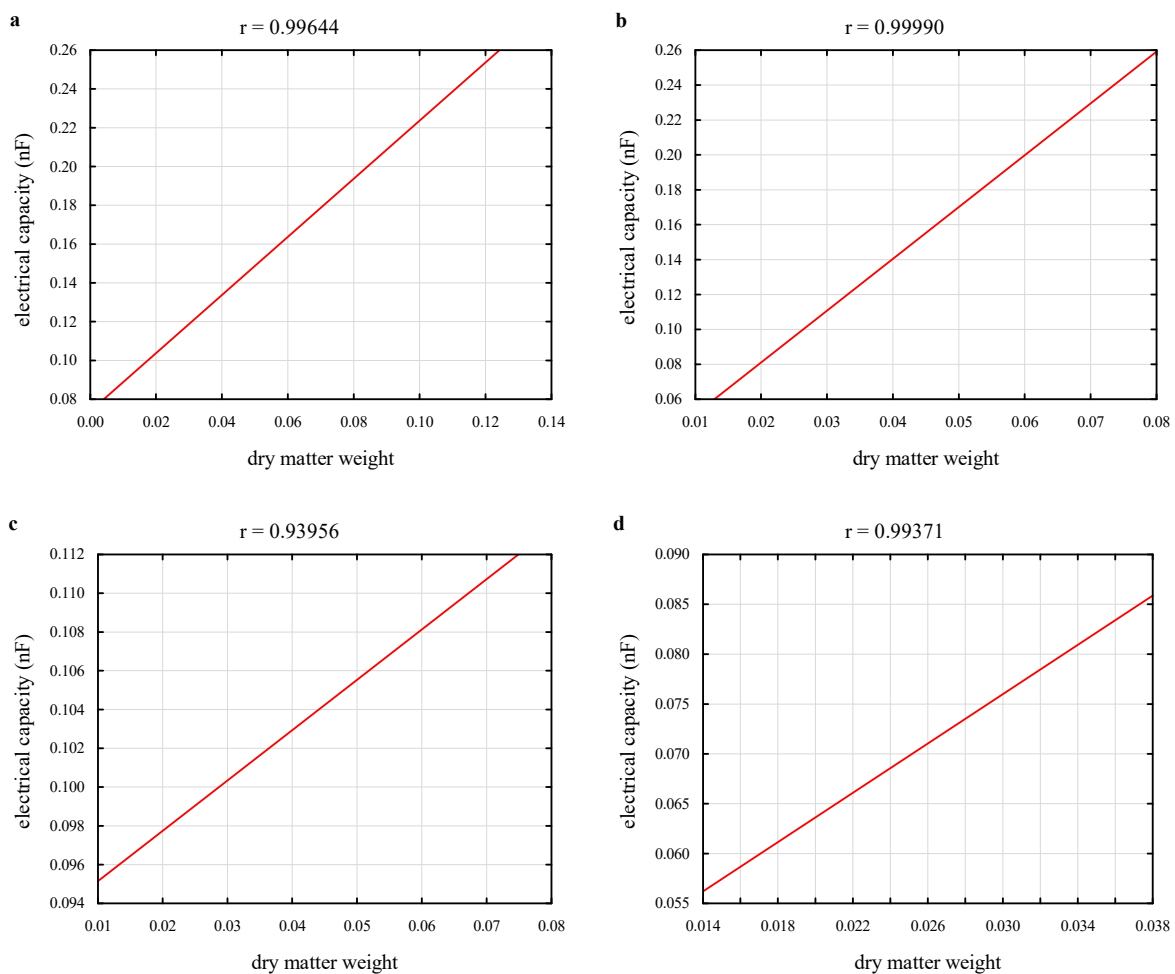 a
r = 0.99644
0.26
0.24
0.22
0.20
0.18
0.16
0.14
0.12
0.10
0.08
electrical capacity (nF)
0.00 0.02 0.04 0.06 0.08 0.10 0.12 0.14
dry matter weight
b
r = 0.99990
0.26
0.24
0.22
0.20
0.18
0.16
0.14
0.12
0.10
0.08
0.06
electrical capacity (nF)
0.01 0.02 0.03 0.04 0.05 0.06 0.07 0.08
dry matter weight
c
r = 0.93956
0.112
0.110
0.108
0.106
0.104
0.102
0.100
0.098
0.096
0.094
electrical capacity (nF)
0.01 0.02 0.03 0.04 0.05 0.06 0.07 0.08
dry matter weight
d
r = 0.99371
0.090
0.085
0.080
0.075
0.070
0.065
0.060
0.055
electrical capacity (nF)
0.014 0.018 0.022 0.026 0.030 0.034 0.038
dry matter weight